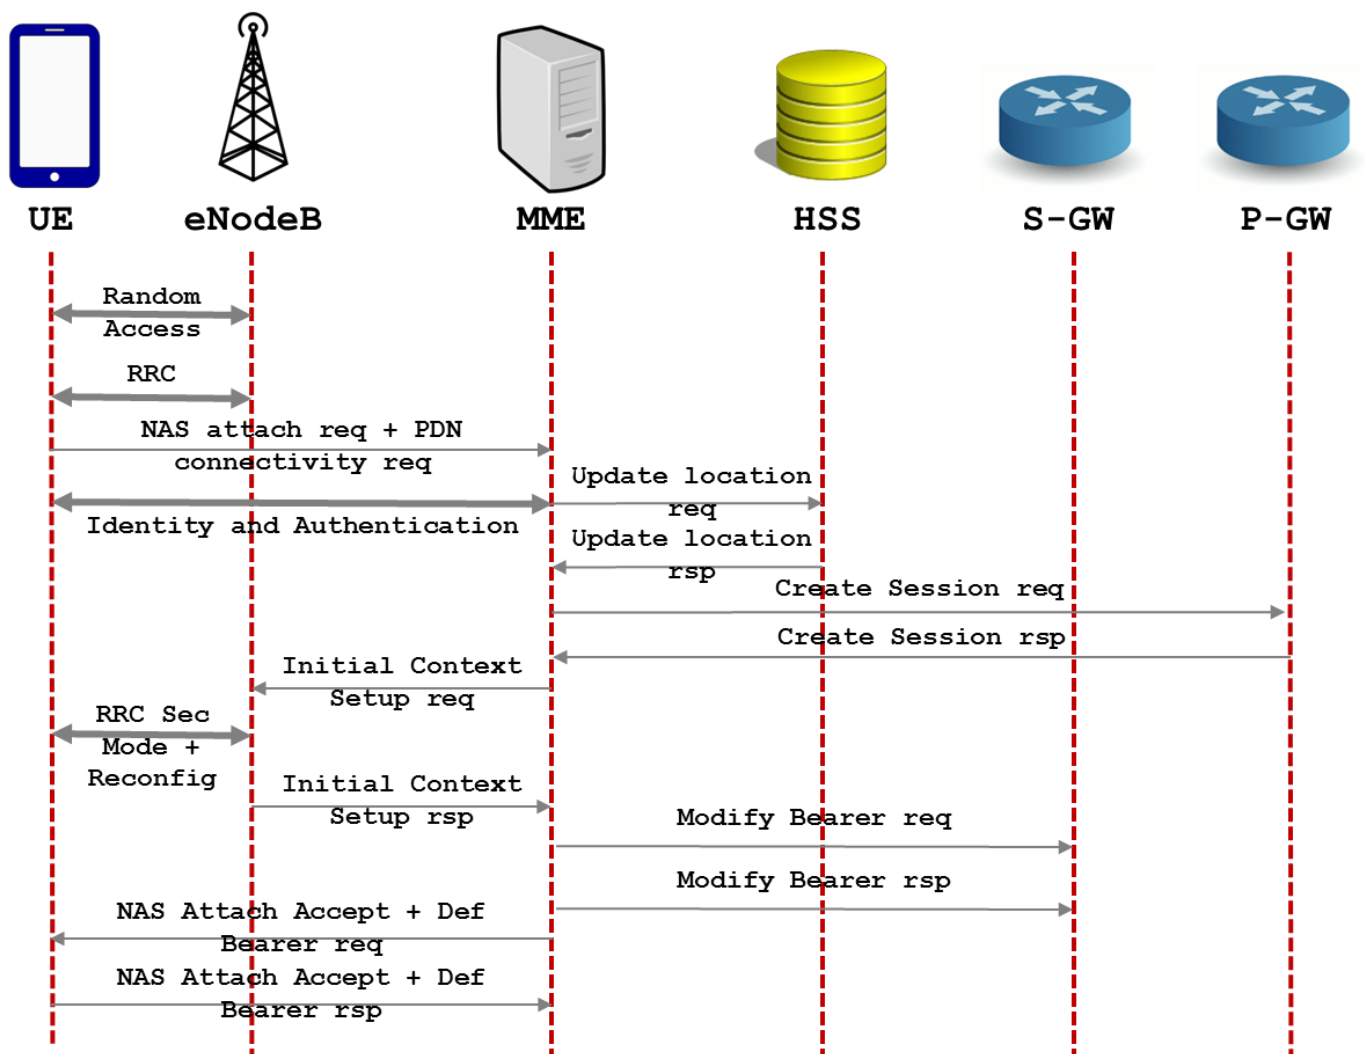 UE
eNodeB
MME
HSS
S-GW
P-GW
Random
Access
RRC
NAS attach req + PDN
connectivity req
Update location
req
Identity and Authentication
Update location
rsp
Create Session req
Create Session rsp
Initial Context
Setup req
RRC Sec
Mode +
Reconfig
Initial Context
Setup rsp
Modify Bearer req
Modify Bearer rsp
NAS Attach Accept + Def
Bearer req
NAS Attach Accept + Def
Bearer rsp